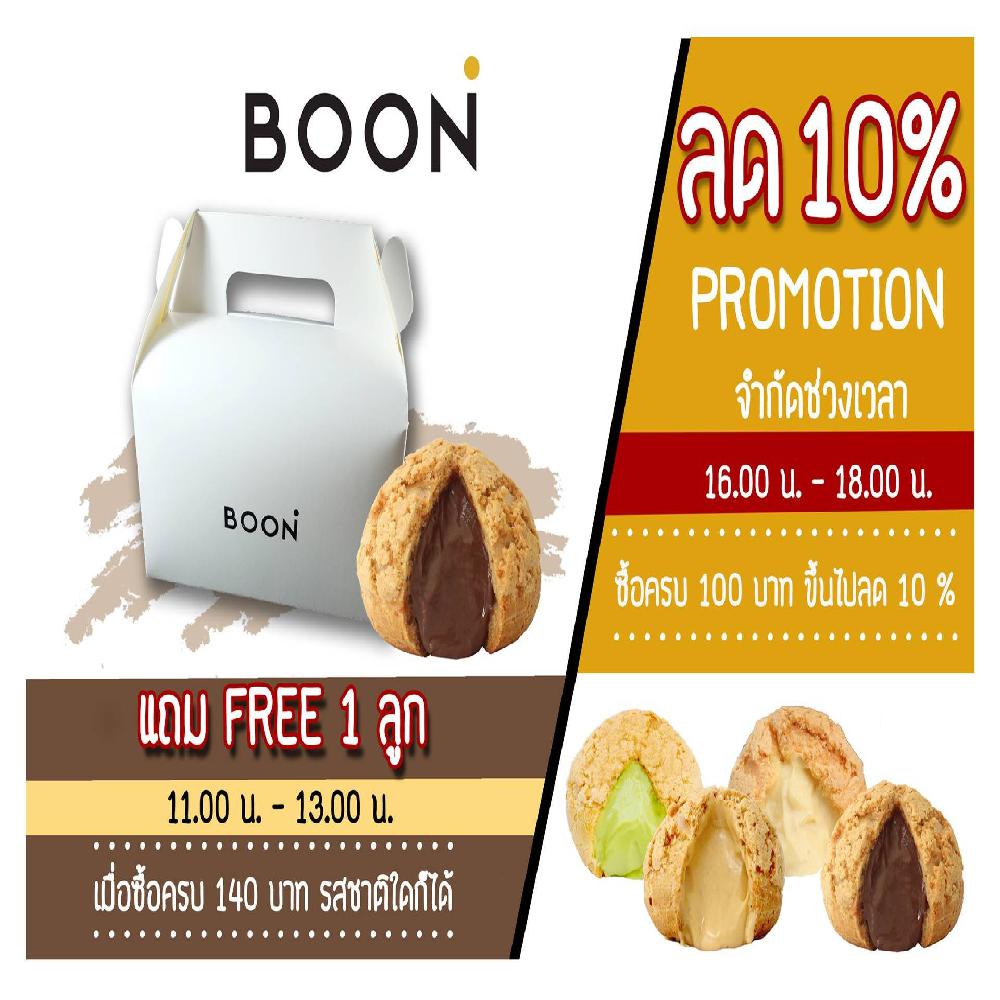 BOON
BOON
แถม FREE 1 ลูก
11.00 น. - 13.00 น.
เมื่อซื้อครบ 140 บาท รสชาติใดก็ได้
ลด 10%
PROMOTION
จำกัดช่วงเวลา
16.00 น. - 18.00 น.
ซื้อครบ 100 บาท ขึ้นไปลด 10 %